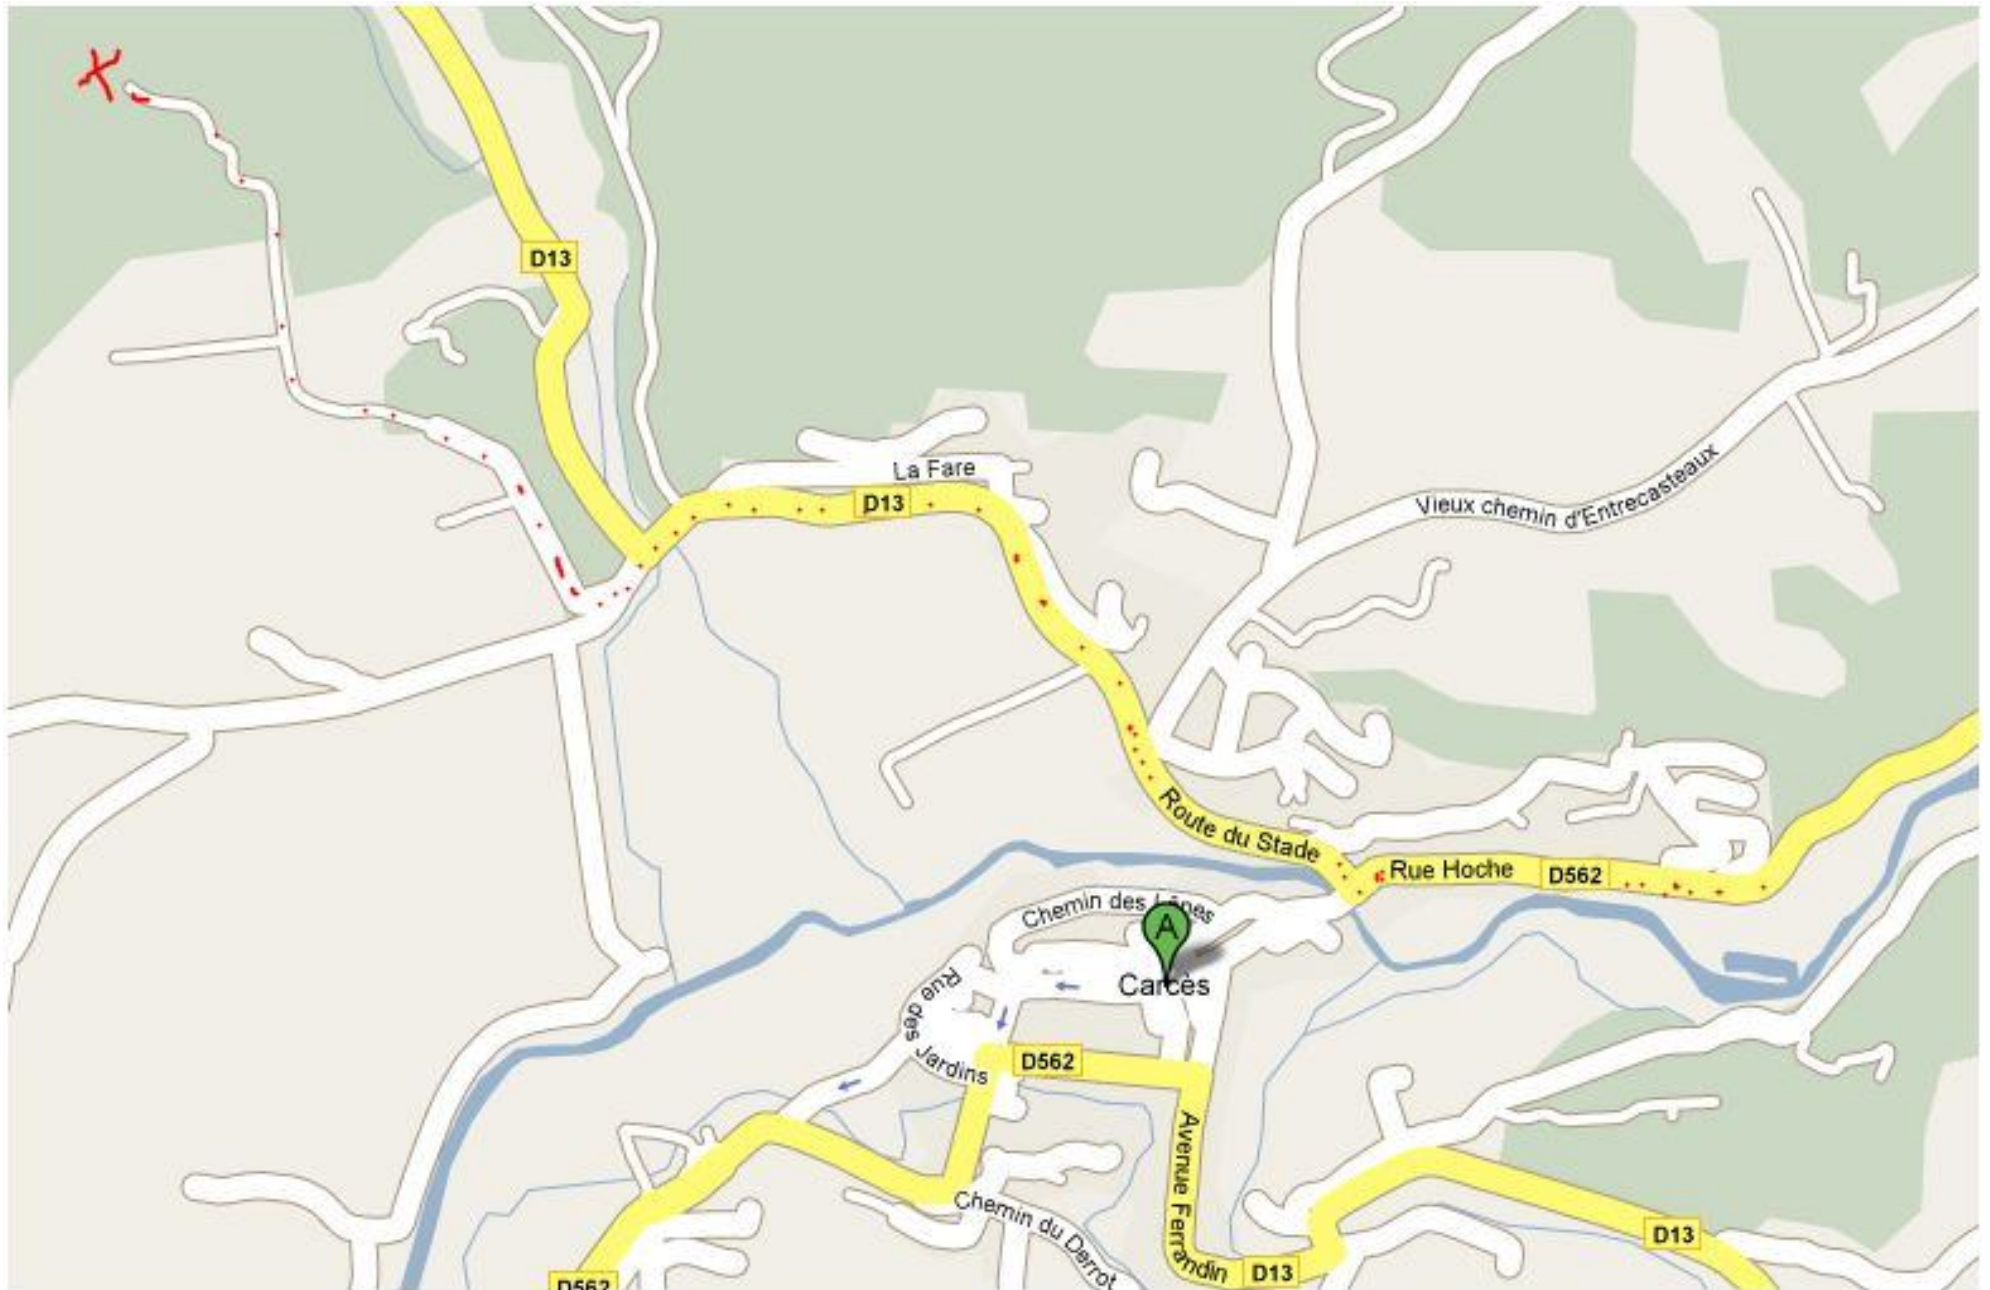 D13
La Fare
D13
Vieux chemin d'Entrecasteaux
Route du Stade
Rue Hoche
D562
Chemin des Lônes
A
Carcès
Rue des Jardins
D562
Avenue Ferrandin
Chemin du Derrot
D13
D13
D562